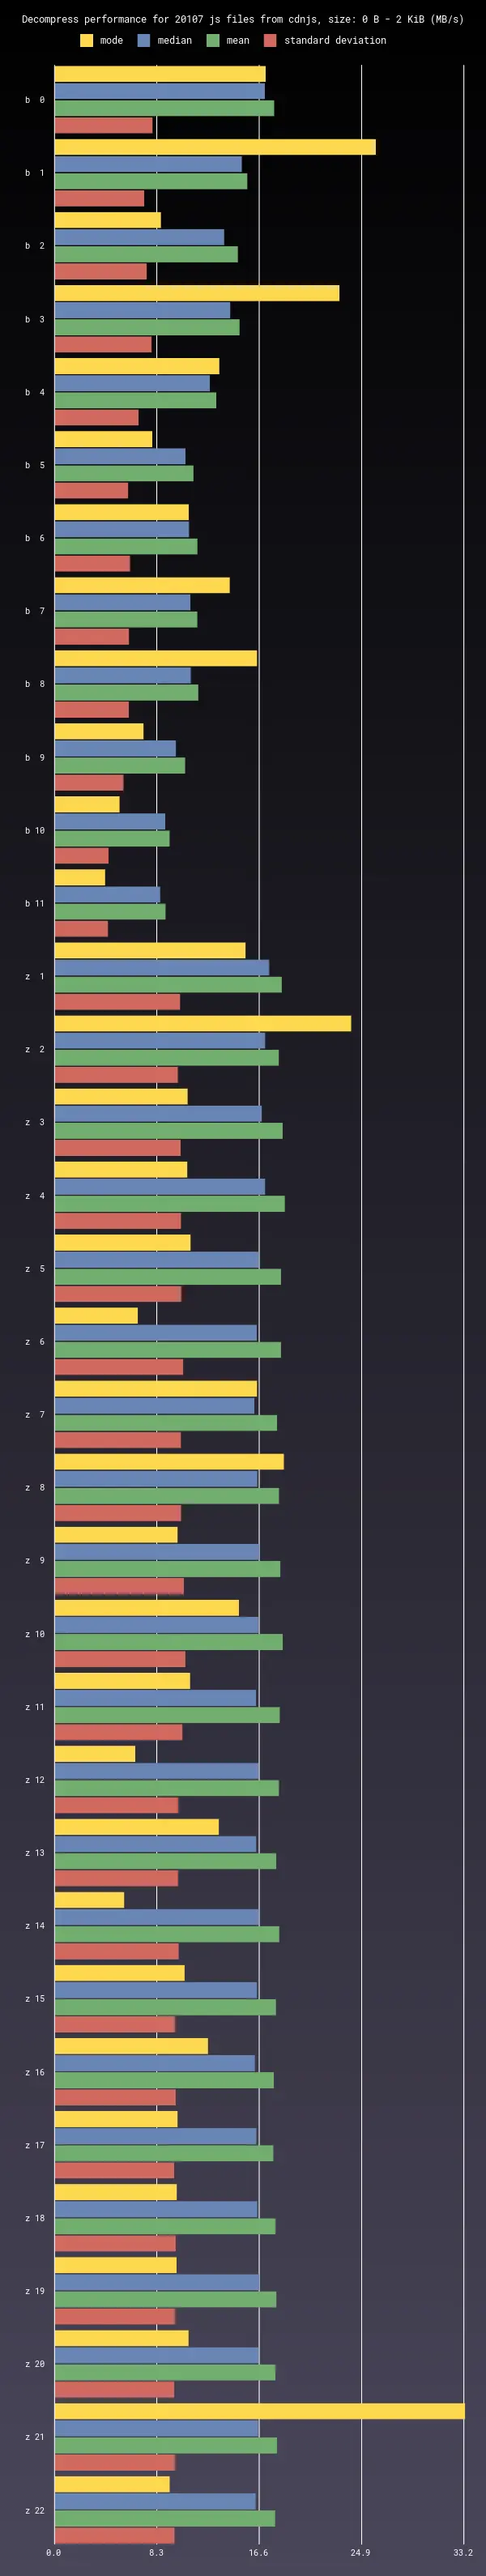 Decompress performance for 20107 js files from cdnjs, size: 0 B - 2 KiB (MB/s)
mode median mean standard deviation
b 0
b 1
b 2
b 3
b 4
b 5
b 6
b 7
b 8
b 9
b 10
b 11
z 1
z 2
z 3
z 4
z 5
z 6
z 7
z 8
z 9
z 10
z 11
z 12
z 13
z 14
z 15
z 16
z 17
z 18
z 19
z 20
z 21
z 22
0.0 8.3 16.6 24.9 33.2